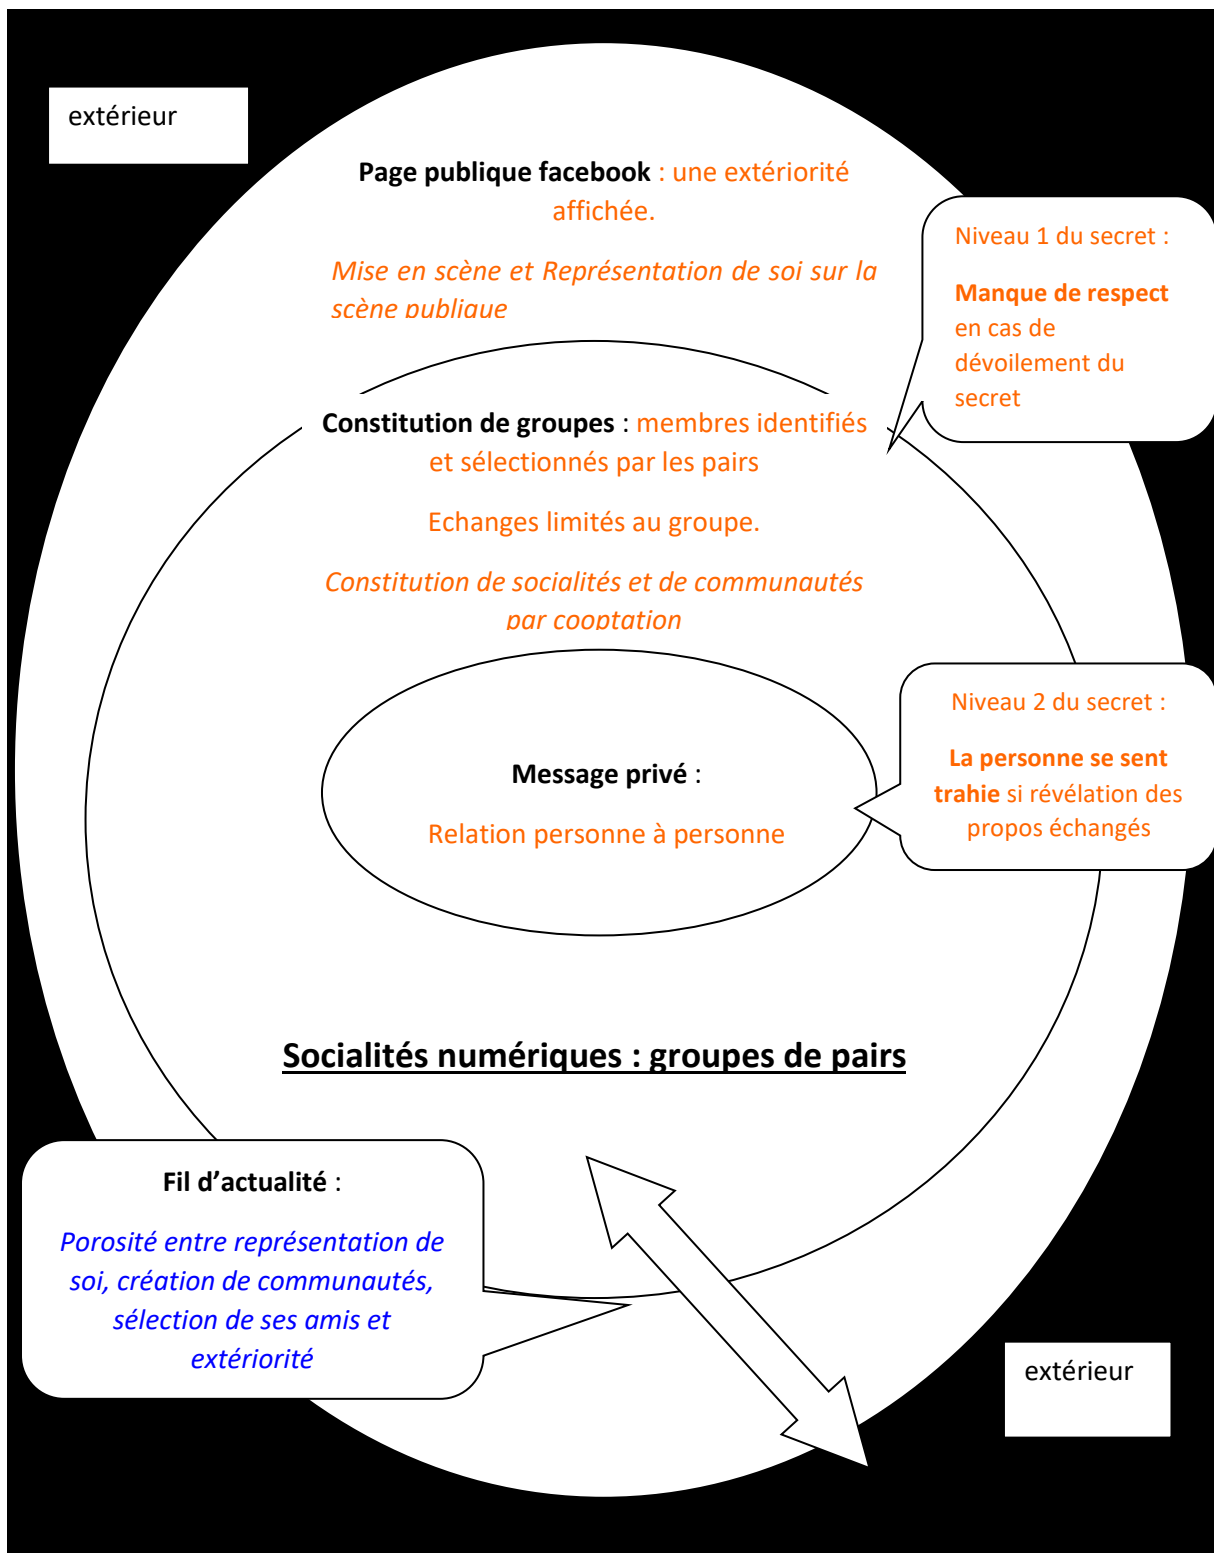 extérieur
Page publique facebook : une extériorité
affichée.
Mise en scène et Représentation de soi sur la
scène publique
Niveau 1 du secret :
Manque de respect
en cas de
dévoilement du
secret
Constitution de groupes : membres identifiés
et sélectionnés par les pairs
Echanges limités au groupe.
Constitution de socialités et de communautés
par cooptation
Niveau 2 du secret :
La personne se sent
trahie si révélation des
propos échangés
Message privé :
Relation personne à personne
Socialités numériques : groupes de pairs
Fil d’actualité :
Porosité entre représentation de
soi, création de communautés,
sélection de ses amis et
extériorité
extérieur